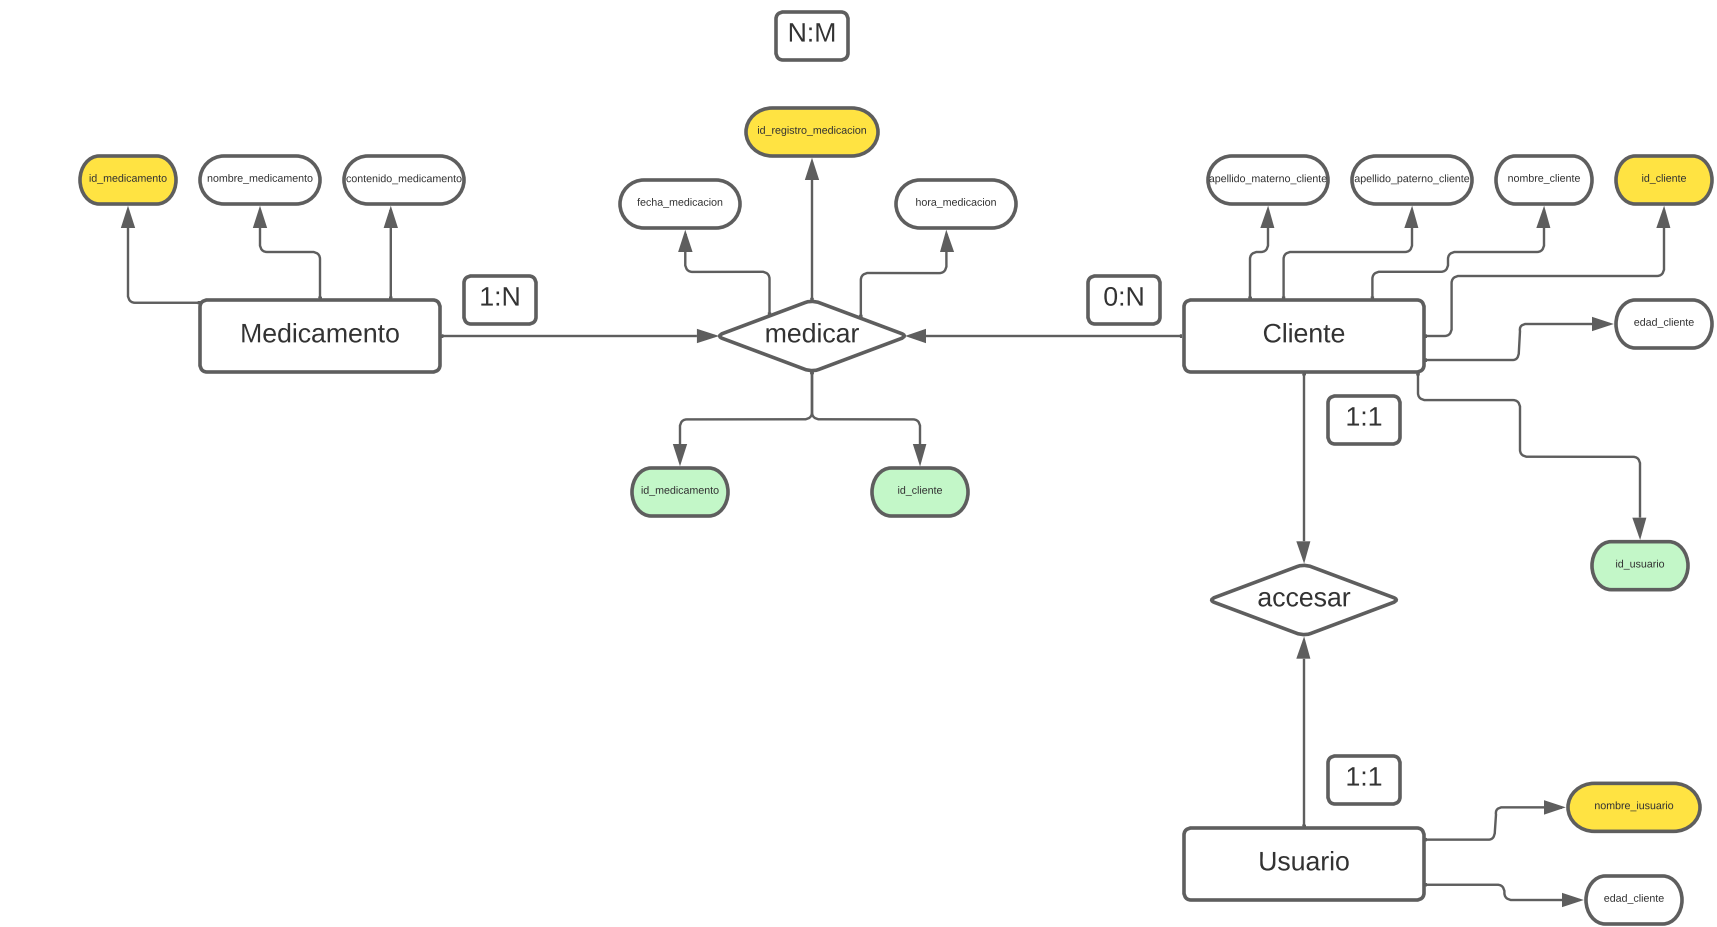 N:M
id_registro_medicacion
id_medicamento
nombre_medicamento
contenido_medicamento
fecha_medicacion
hora_medicacion
apellido_materno_cliente
apellido_paterno_cliente
nombre_cliente
id_cliente
1:N
0:N
Medicamento
medicar
Cliente
edad_cliente
1:1
id_medicamento
id_cliente
id_usuario
accesar
1:1
nombre_iusuario
Usuario
edad_cliente